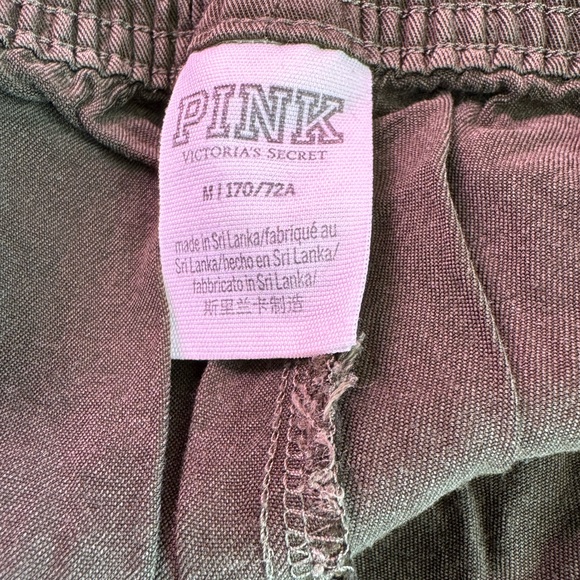 PINK
VICTORIA'S SECRET
M | 170/72A
made in Sri Lanka/fabriqué au
Sri Lanka/hecho en Sri Lanka/
fabbricato in Sri Lanka/
斯里兰卡制造